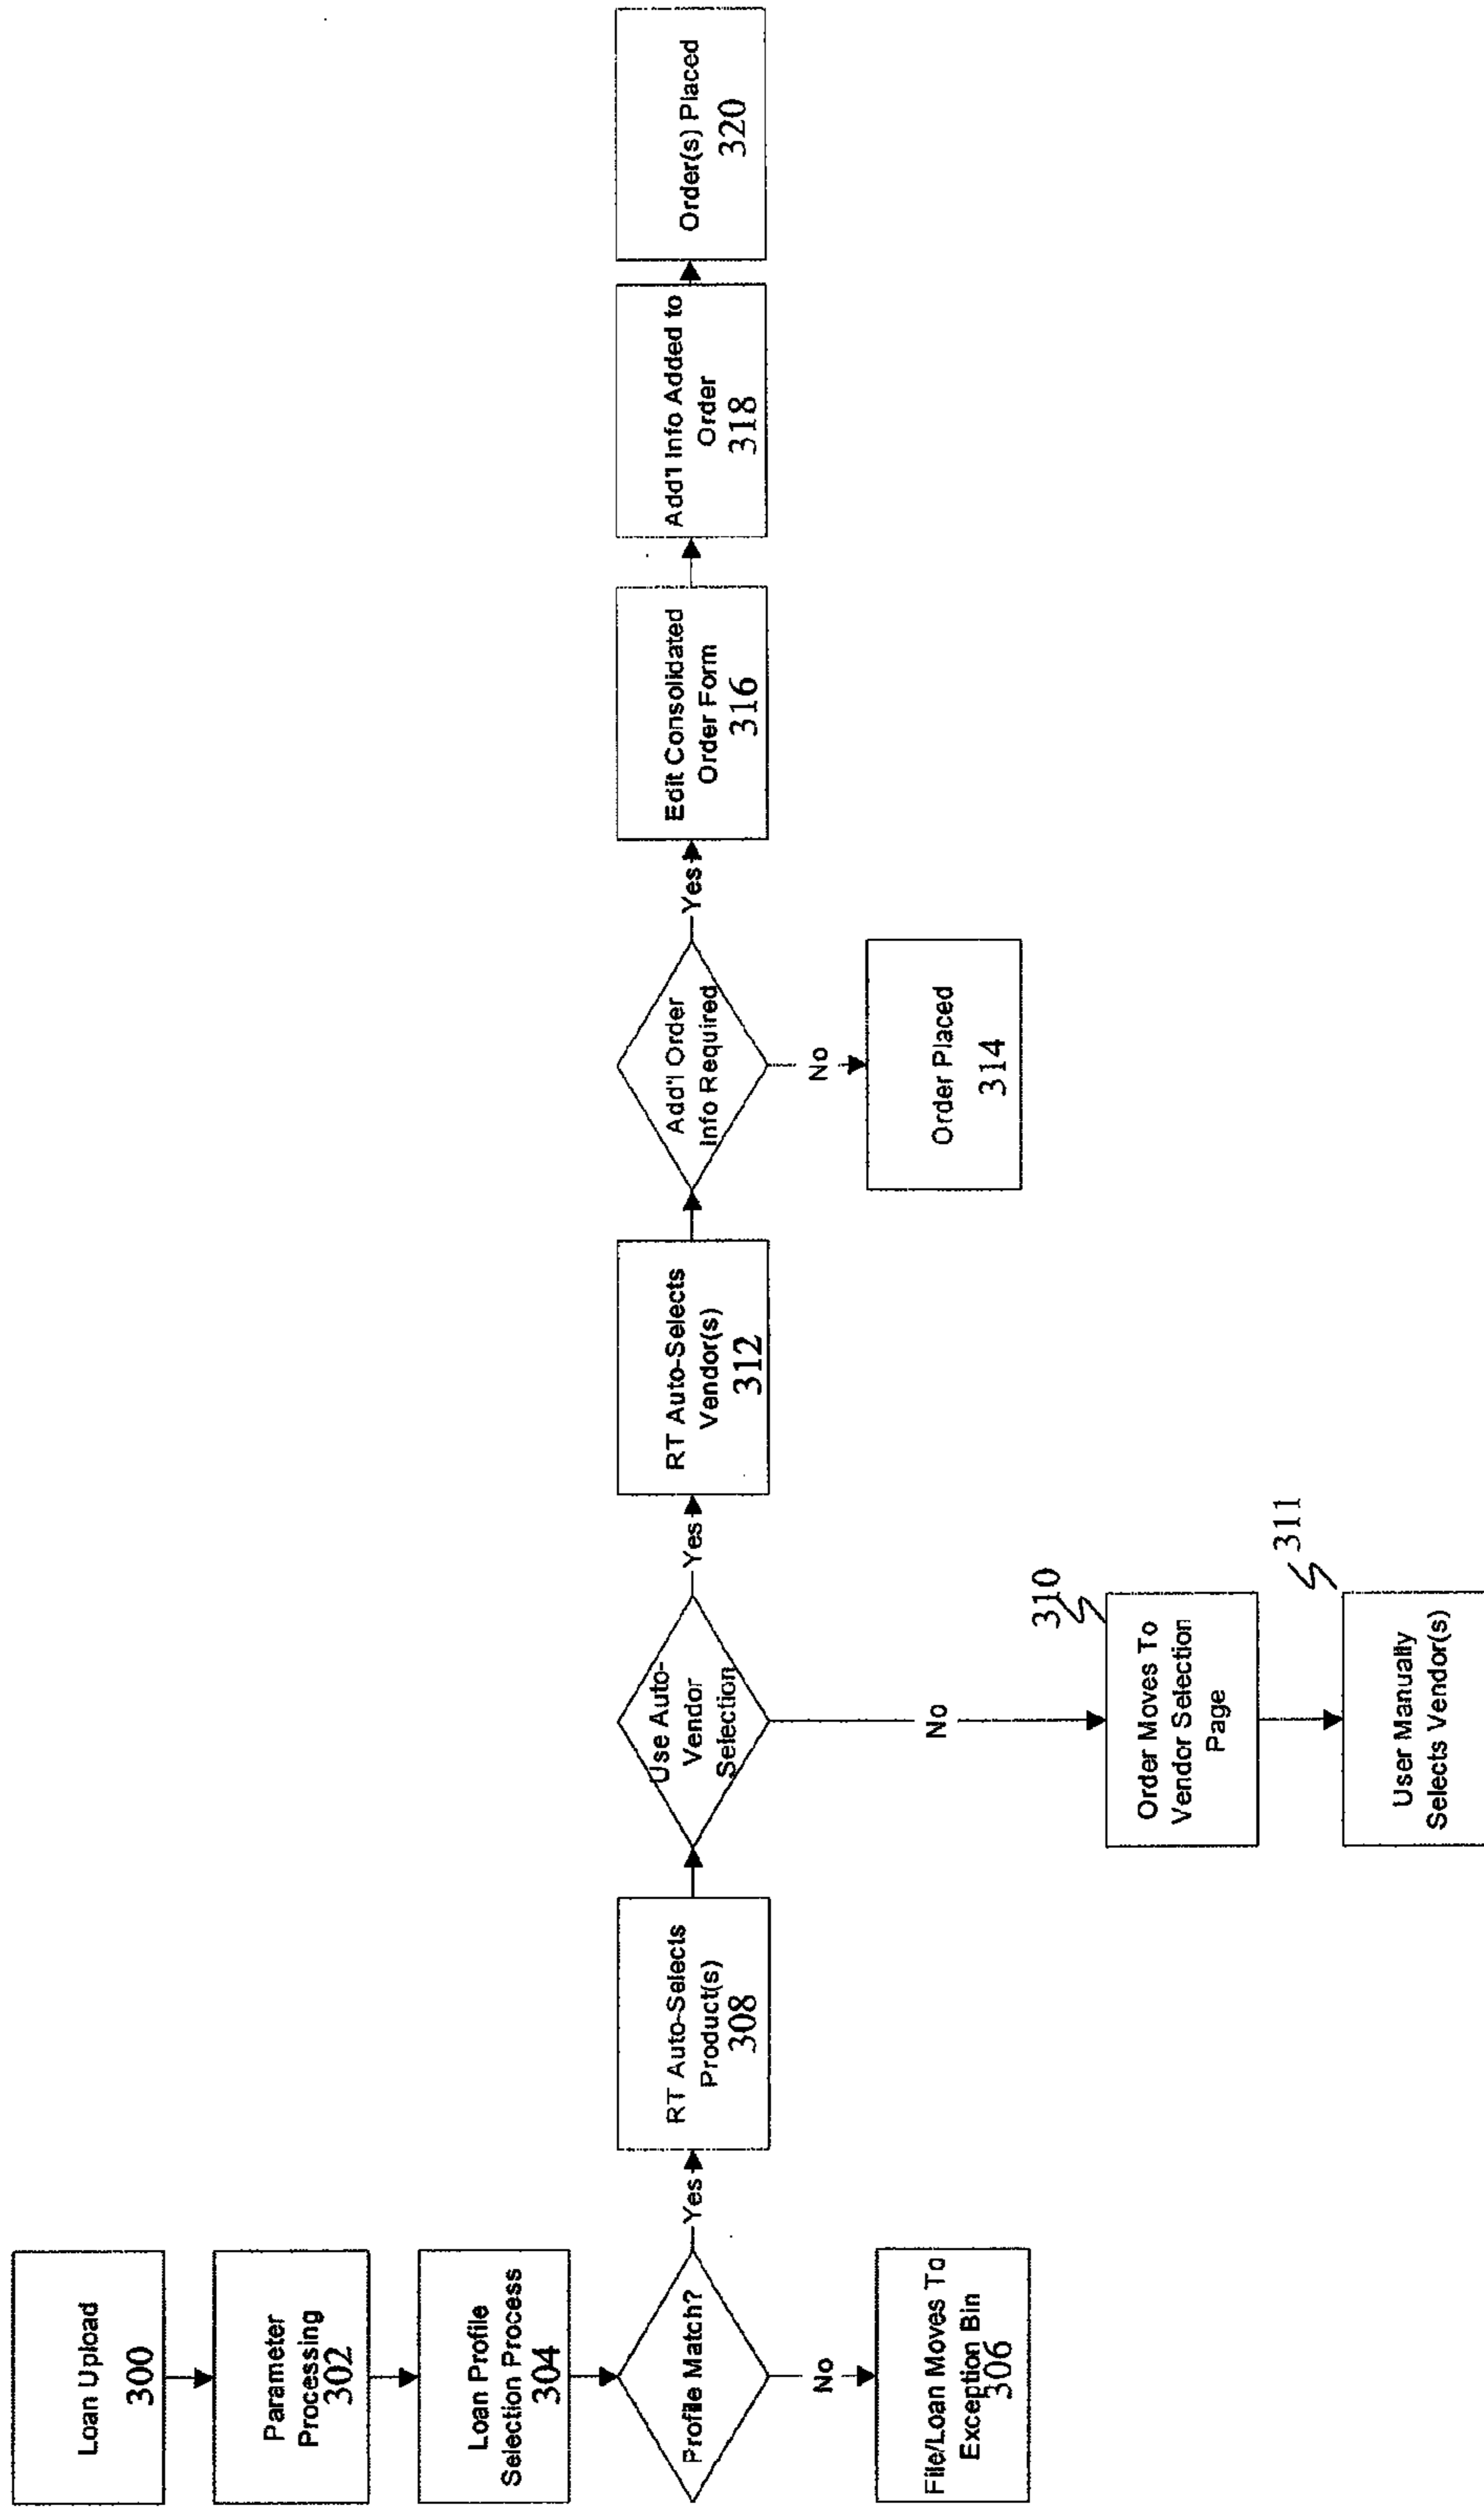 Loan Upload
300
Parameter
Processing
302
Loan Profile
Selection Process
304
Profile Match?
No
File/Loan Moves To
Exception Bin
306
Yes
RT Auto-Selects
Product(s)
308
Use Auto-
Vendor
Selection
No
310
Order Moves To
Vendor Selection
Page
311
User Manually
Selects Vendor(s)
Yes
RT Auto-Selects
Vendor(s)
312
Add'l Order
Info Required
No
Order Placed
314
Yes
Edit Consolidated
Order Form
316
Add'l Info Added to
Order
318
Order(s) Placed
320